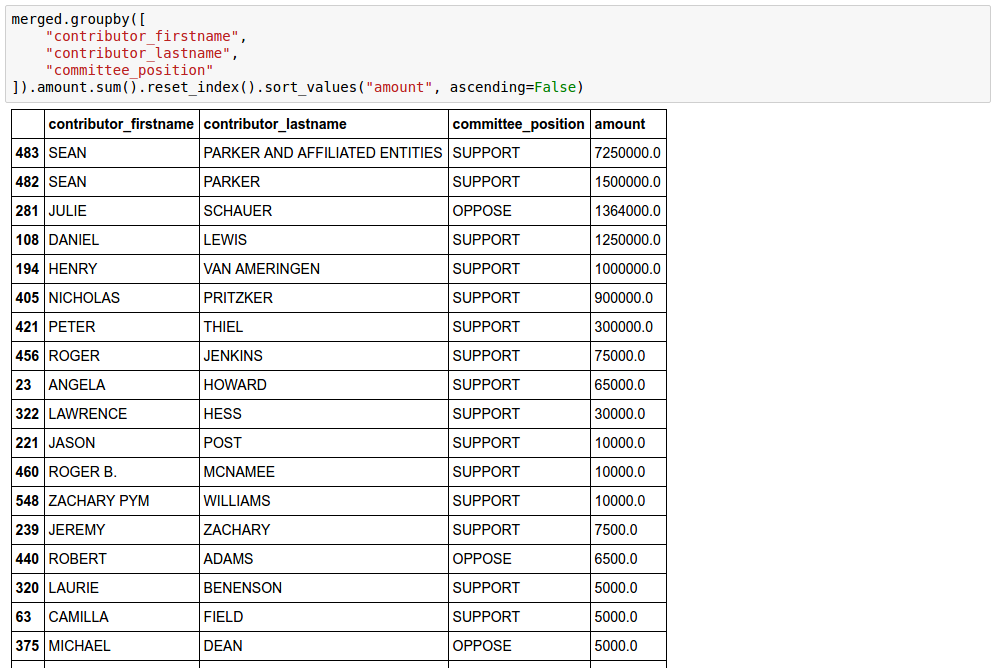 merged.groupby([
    "contributor_firstname",
    "contributor_lastname",
    "committee_position"
]).amount.sum().reset_index().sort_values("amount", ascending=False)
contributor_firstname contributor_lastname committee_position amount
483 SEAN PARKER AND AFFILIATED ENTITIES SUPPORT 7250000.0
482 SEAN PARKER SUPPORT 1500000.0
281 JULIE SCHAUER OPPOSE 1364000.0
108 DANIEL LEWIS SUPPORT 1250000.0
194 HENRY VAN AMERINGEN SUPPORT 1000000.0
405 NICHOLAS PRITZKER SUPPORT 900000.0
421 PETER THIEL SUPPORT 300000.0
456 ROGER JENKINS SUPPORT 75000.0
23 ANGELA HOWARD SUPPORT 65000.0
322 LAWRENCE HESS SUPPORT 30000.0
221 JASON POST SUPPORT 10000.0
460 ROGER B. MCNAMEE SUPPORT 10000.0
548 ZACHARY PYM WILLIAMS SUPPORT 10000.0
239 JEREMY ZACHARY SUPPORT 7500.0
440 ROBERT ADAMS OPPOSE 6500.0
320 LAURIE BENENSON SUPPORT 5000.0
63 CAMILLA FIELD SUPPORT 5000.0
375 MICHAEL DEAN OPPOSE 5000.0